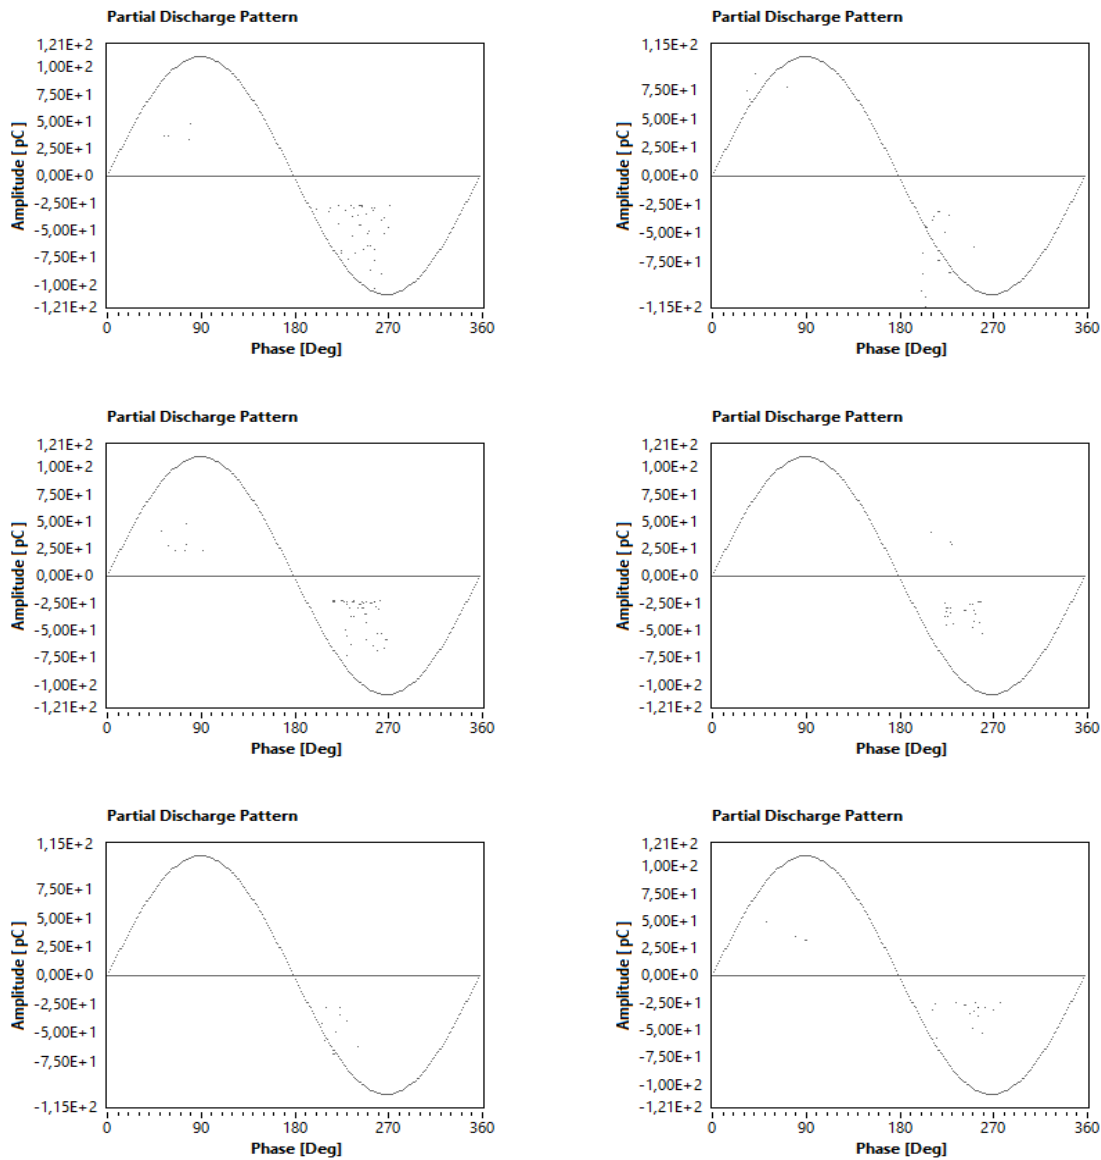 Partial Discharge Pattern
1,21E+2
1,00E+2
7,50E+1
5,00E+1
2,50E+1
0,00E+0
-2,50E+1
-5,00E+1
-7,50E+1
-1,00E+2
-1,21E+2
Amplitude [pC]
0 90 180 270 360
Phase [Deg]
Partial Discharge Pattern
1,15E+2
7,50E+1
5,00E+1
2,50E+1
0,00E+0
-2,50E+1
-5,00E+1
-7,50E+1
-1,15E+2
Amplitude [pC]
0 90 180 270 360
Phase [Deg]
Partial Discharge Pattern
1,21E+2
1,00E+2
7,50E+1
5,00E+1
2,50E+1
0,00E+0
-2,50E+1
-5,00E+1
-7,50E+1
-1,00E+2
-1,21E+2
Amplitude [pC]
0 90 180 270 360
Phase [Deg]
Partial Discharge Pattern
1,21E+2
1,00E+2
7,50E+1
5,00E+1
2,50E+1
0,00E+0
-2,50E+1
-5,00E+1
-7,50E+1
-1,00E+2
-1,21E+2
Amplitude [pC]
0 90 180 270 360
Phase [Deg]
Partial Discharge Pattern
1,15E+2
7,50E+1
5,00E+1
2,50E+1
0,00E+0
-2,50E+1
-5,00E+1
-7,50E+1
-1,15E+2
Amplitude [pC]
0 90 180 270 360
Phase [Deg]
Partial Discharge Pattern
1,21E+2
1,00E+2
7,50E+1
5,00E+1
2,50E+1
0,00E+0
-2,50E+1
-5,00E+1
-7,50E+1
-1,00E+2
-1,21E+2
Amplitude [pC]
0 90 180 270 360
Phase [Deg]